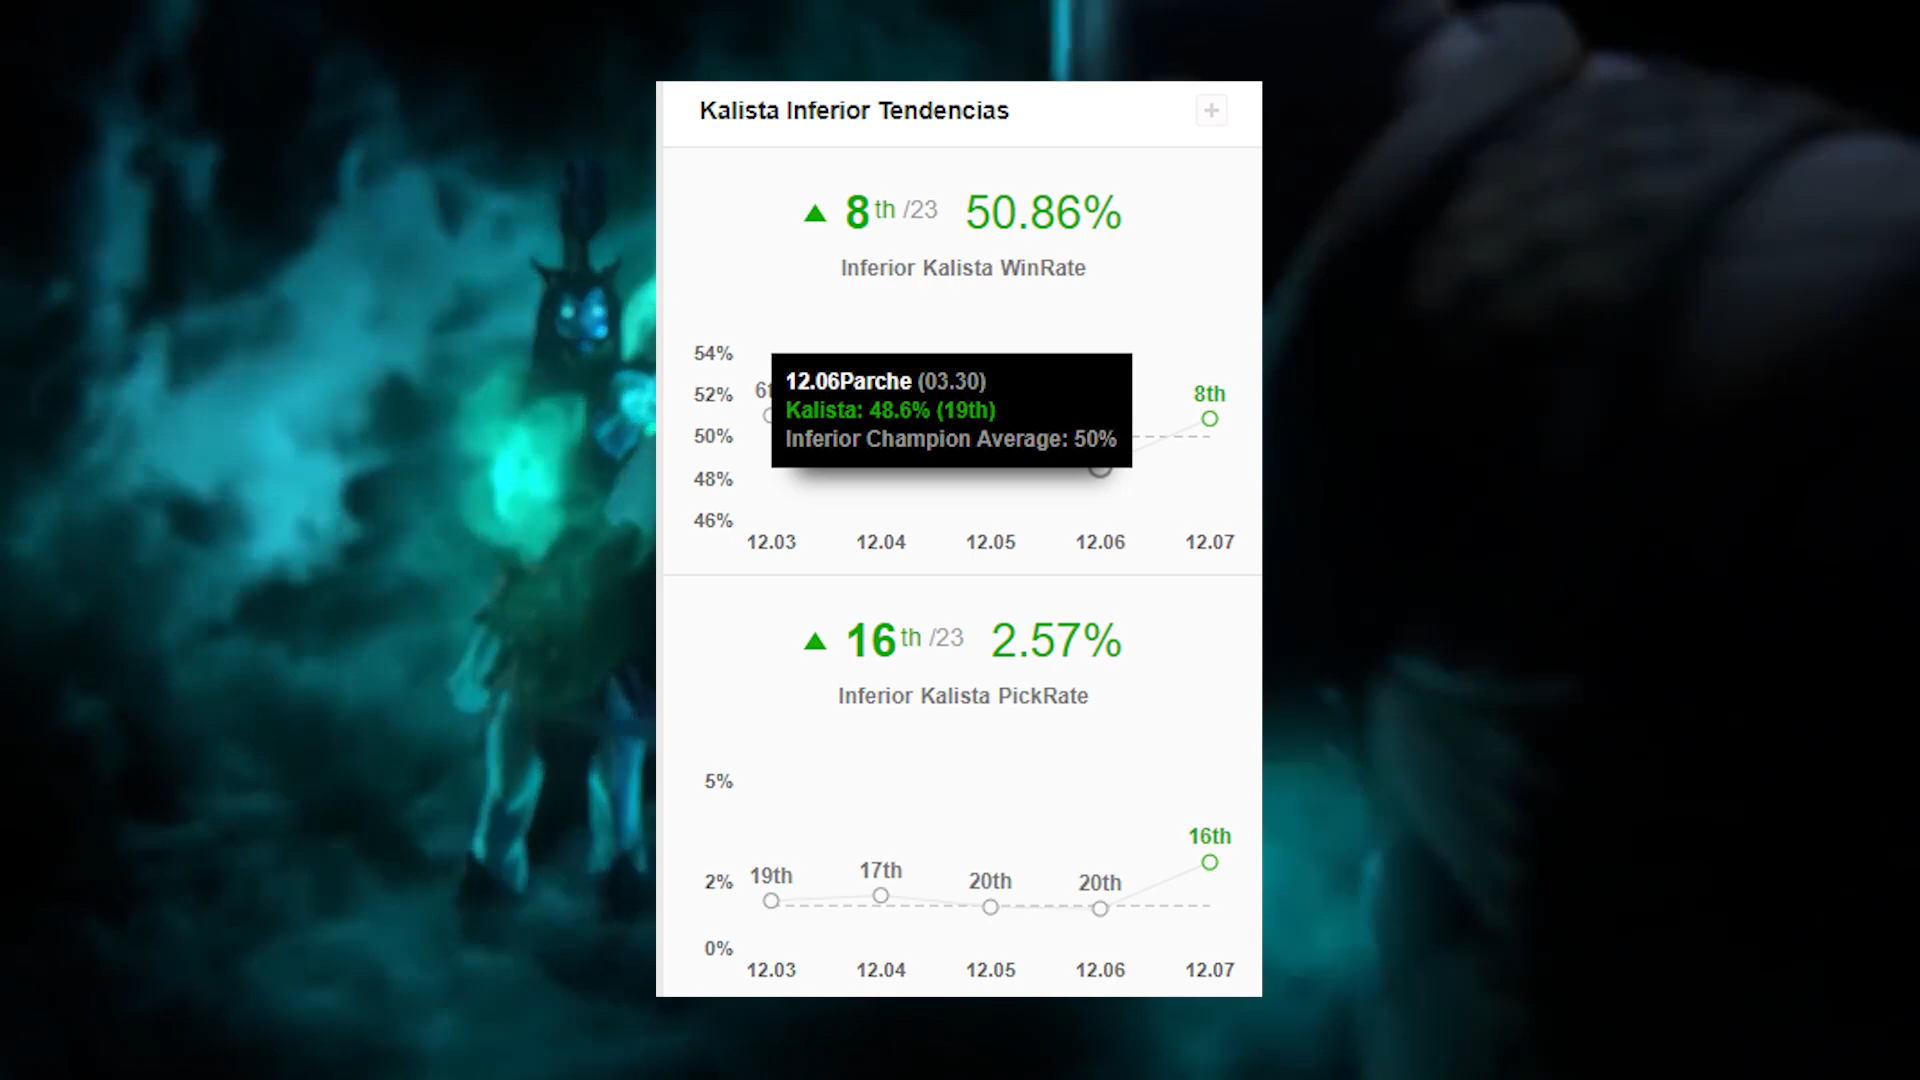 Kalista Inferior Tendencias
+
8th /23 50.86%
Inferior Kalista WinRate
54%
52%
50%
48%
46%
12.06Parche (03.30)
Kalista: 48.6% (19th)
Inferior Champion Average: 50%
8th
12.03 12.04 12.05 12.06 12.07
16th /23 2.57%
Inferior Kalista PickRate
5%
2%
0%
19th 17th 20th 20th 16th
12.03 12.04 12.05 12.06 12.07